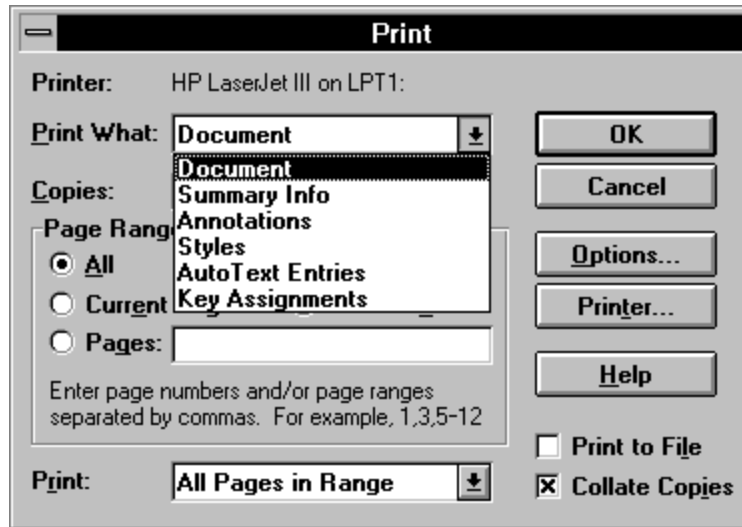 Print
Printer: HP LaserJet III on LPT1:
Print What: Document
OK
Document
Summary Info
Annotations
Styles
AutoText Entries
Key Assignments
Copies:
Cancel
Page Rang
All
Options...
Current
Printer...
Pages:
Help
Enter page numbers and/or page ranges
separated by commas. For example, 1,3,5-12
Print to File
Print: All Pages in Range
Collate Copies